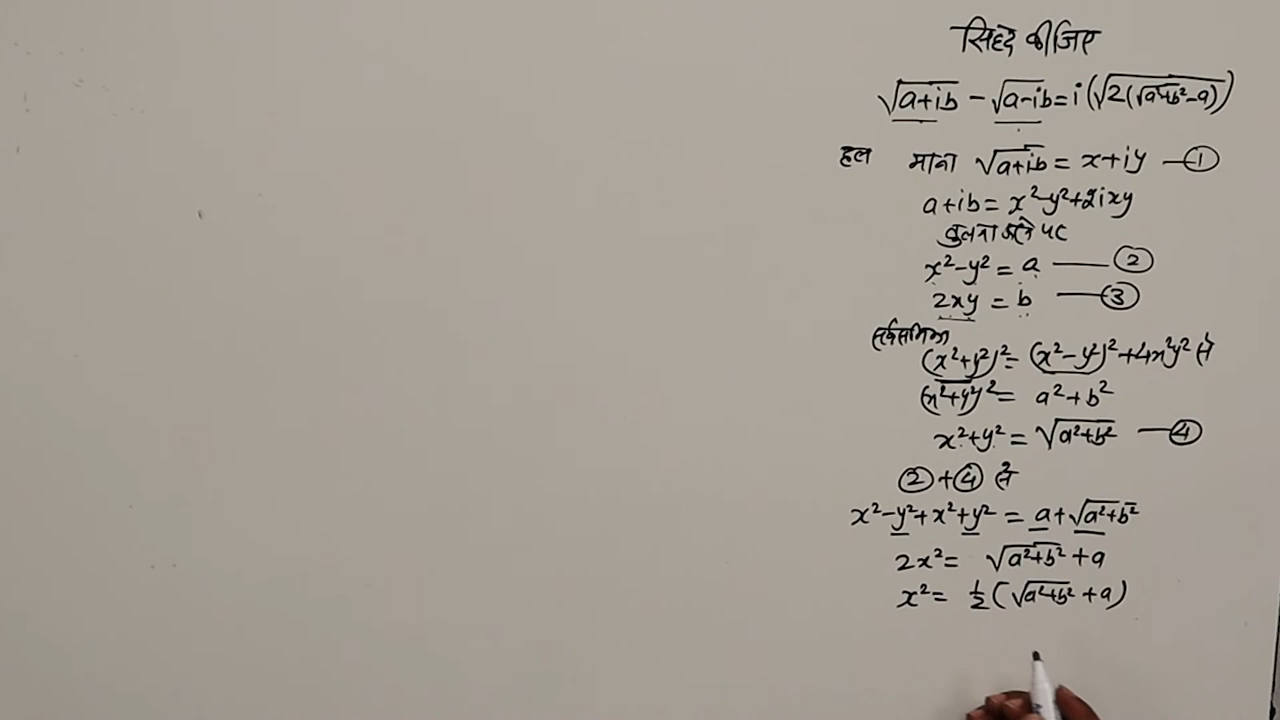 सिद्ध कीजिए
√(a+ib) - √(a-ib) = i(√(2(√(a²+b²)-a)))
हल माना √(a+ib) = x+iy —①
a+ib = x²-y²+2ixy
तुलना करने पर
x²-y² = a —②
2xy = b —③
सर्वसमिका
(x²+y²)² = (x²-y²)²+4x²y² से
(x²+y²)² = a²+b²
x²+y² = √(a²+b²) —④
②+④ से
x²-y²+x²+y² = a+√(a²+b²)
2x² = √(a²+b²)+a
x² = ½(√(a²+b²)+a)